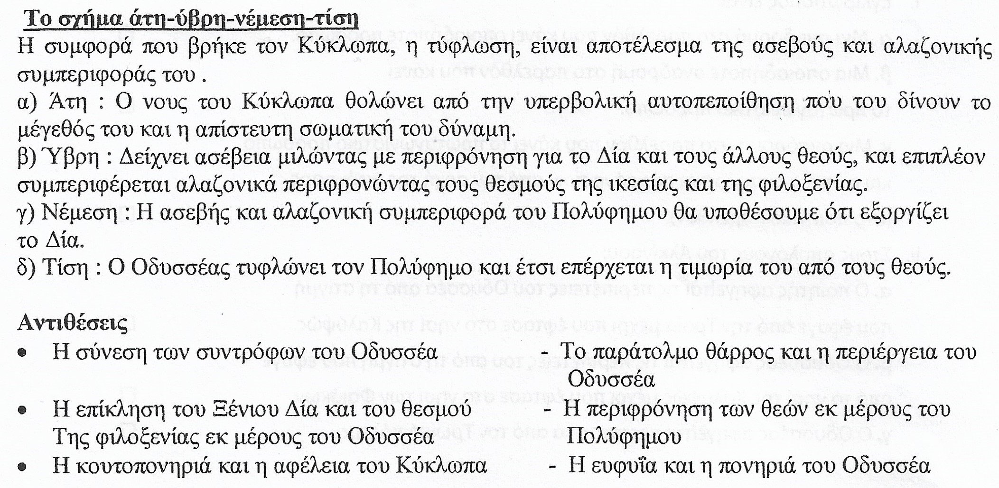 Το σχήμα άτη-ύβρη-νέμεση-τίση
Η συμφορά που βρήκε τον Κύκλωπα, η τύφλωση, είναι αποτέλεσμα της ασεβούς και αλαζονικής
συμπεριφοράς του .
α) Άτη : Ο νους του Κύκλωπα θολώνει από την υπερβολική αυτοπεποίθηση που του δίνουν το
μέγεθός του και η απίστευτη σωματική του δύναμη.
β) Ύβρη : Δείχνει ασέβεια μιλώντας με περιφρόνηση για το Δία και τους άλλους θεούς, και επιπλέον
συμπεριφέρεται αλαζονικά περιφρονώντας τους θεσμούς της ικεσίας και της φιλοξενίας.
γ) Νέμεση : Η ασεβής και αλαζονική συμπεριφορά του Πολύφημου θα υποθέσουμε ότι εξοργίζει
το Δία.
δ) Τίση : Ο Οδυσσέας τυφλώνει τον Πολύφημο και έτσι επέρχεται η τιμωρία του από τους θεούς.
Αντιθέσεις
• Η σύνεση των συντρόφων του Οδυσσέα - Το παράτολμο θάρρος και η περιέργεια του
Οδυσσέα
• Η επίκληση του Ξένιου Δία και του θεσμού - Η περιφρόνηση των θεών εκ μέρους του
Της φιλοξενίας εκ μέρους του Οδυσσέα Πολύφημου
• Η κουτοπονηριά και η αφέλεια του Κύκλωπα - Η ευφυΐα και η πονηριά του Οδυσσέα